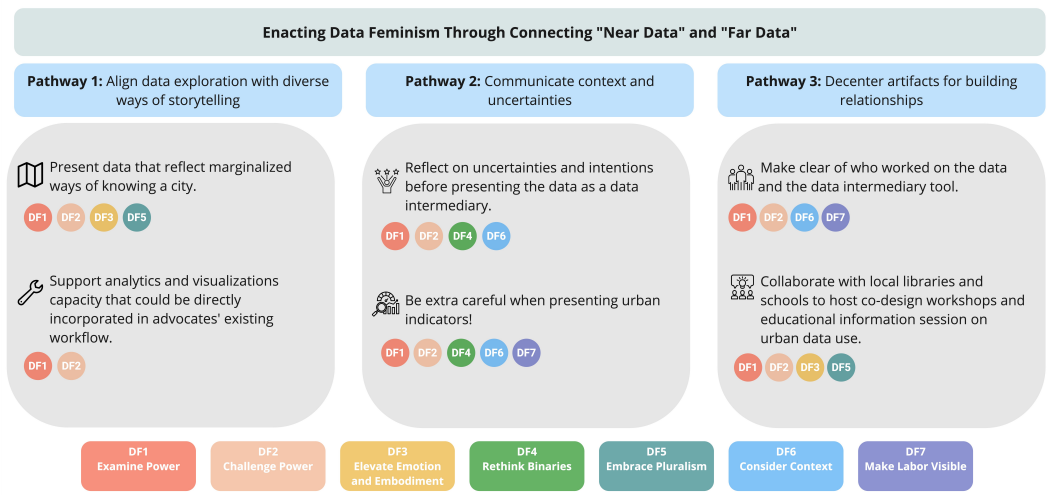 Enacting Data Feminism Through Connecting "Near Data" and "Far Data"
Pathway 1: Align data exploration with diverse
ways of storytelling
Present data that reflect marginalized
ways of knowing a city.
DF1 DF2 DF3 DF5
Support analytics and visualizations
capacity that could be directly
incorporated in advocates' existing
workflow.
DF1 DF2
Pathway 2: Communicate context and
uncertainties
Reflect on uncertainties and intentions
before presenting the data as a data
intermediary.
DF1 DF2 DF4 DF6
Be extra careful when presenting urban
indicators!
DF1 DF2 DF4 DF6 DF7
Pathway 3: Decenter artifacts for building
relationships
Make clear of who worked on the data
and the data intermediary tool.
DF1 DF2 DF6 DF7
Collaborate with local libraries and
schools to host co-design workshops and
educational information session on
urban data use.
DF1 DF2 DF3 DF5
DF1
Examine Power
DF2
Challenge Power
DF3
Elevate Emotion
and Embodiment
DF4
Rethink Binaries
DF5
Embrace Pluralism
DF6
Consider Context
DF7
Make Labor Visible